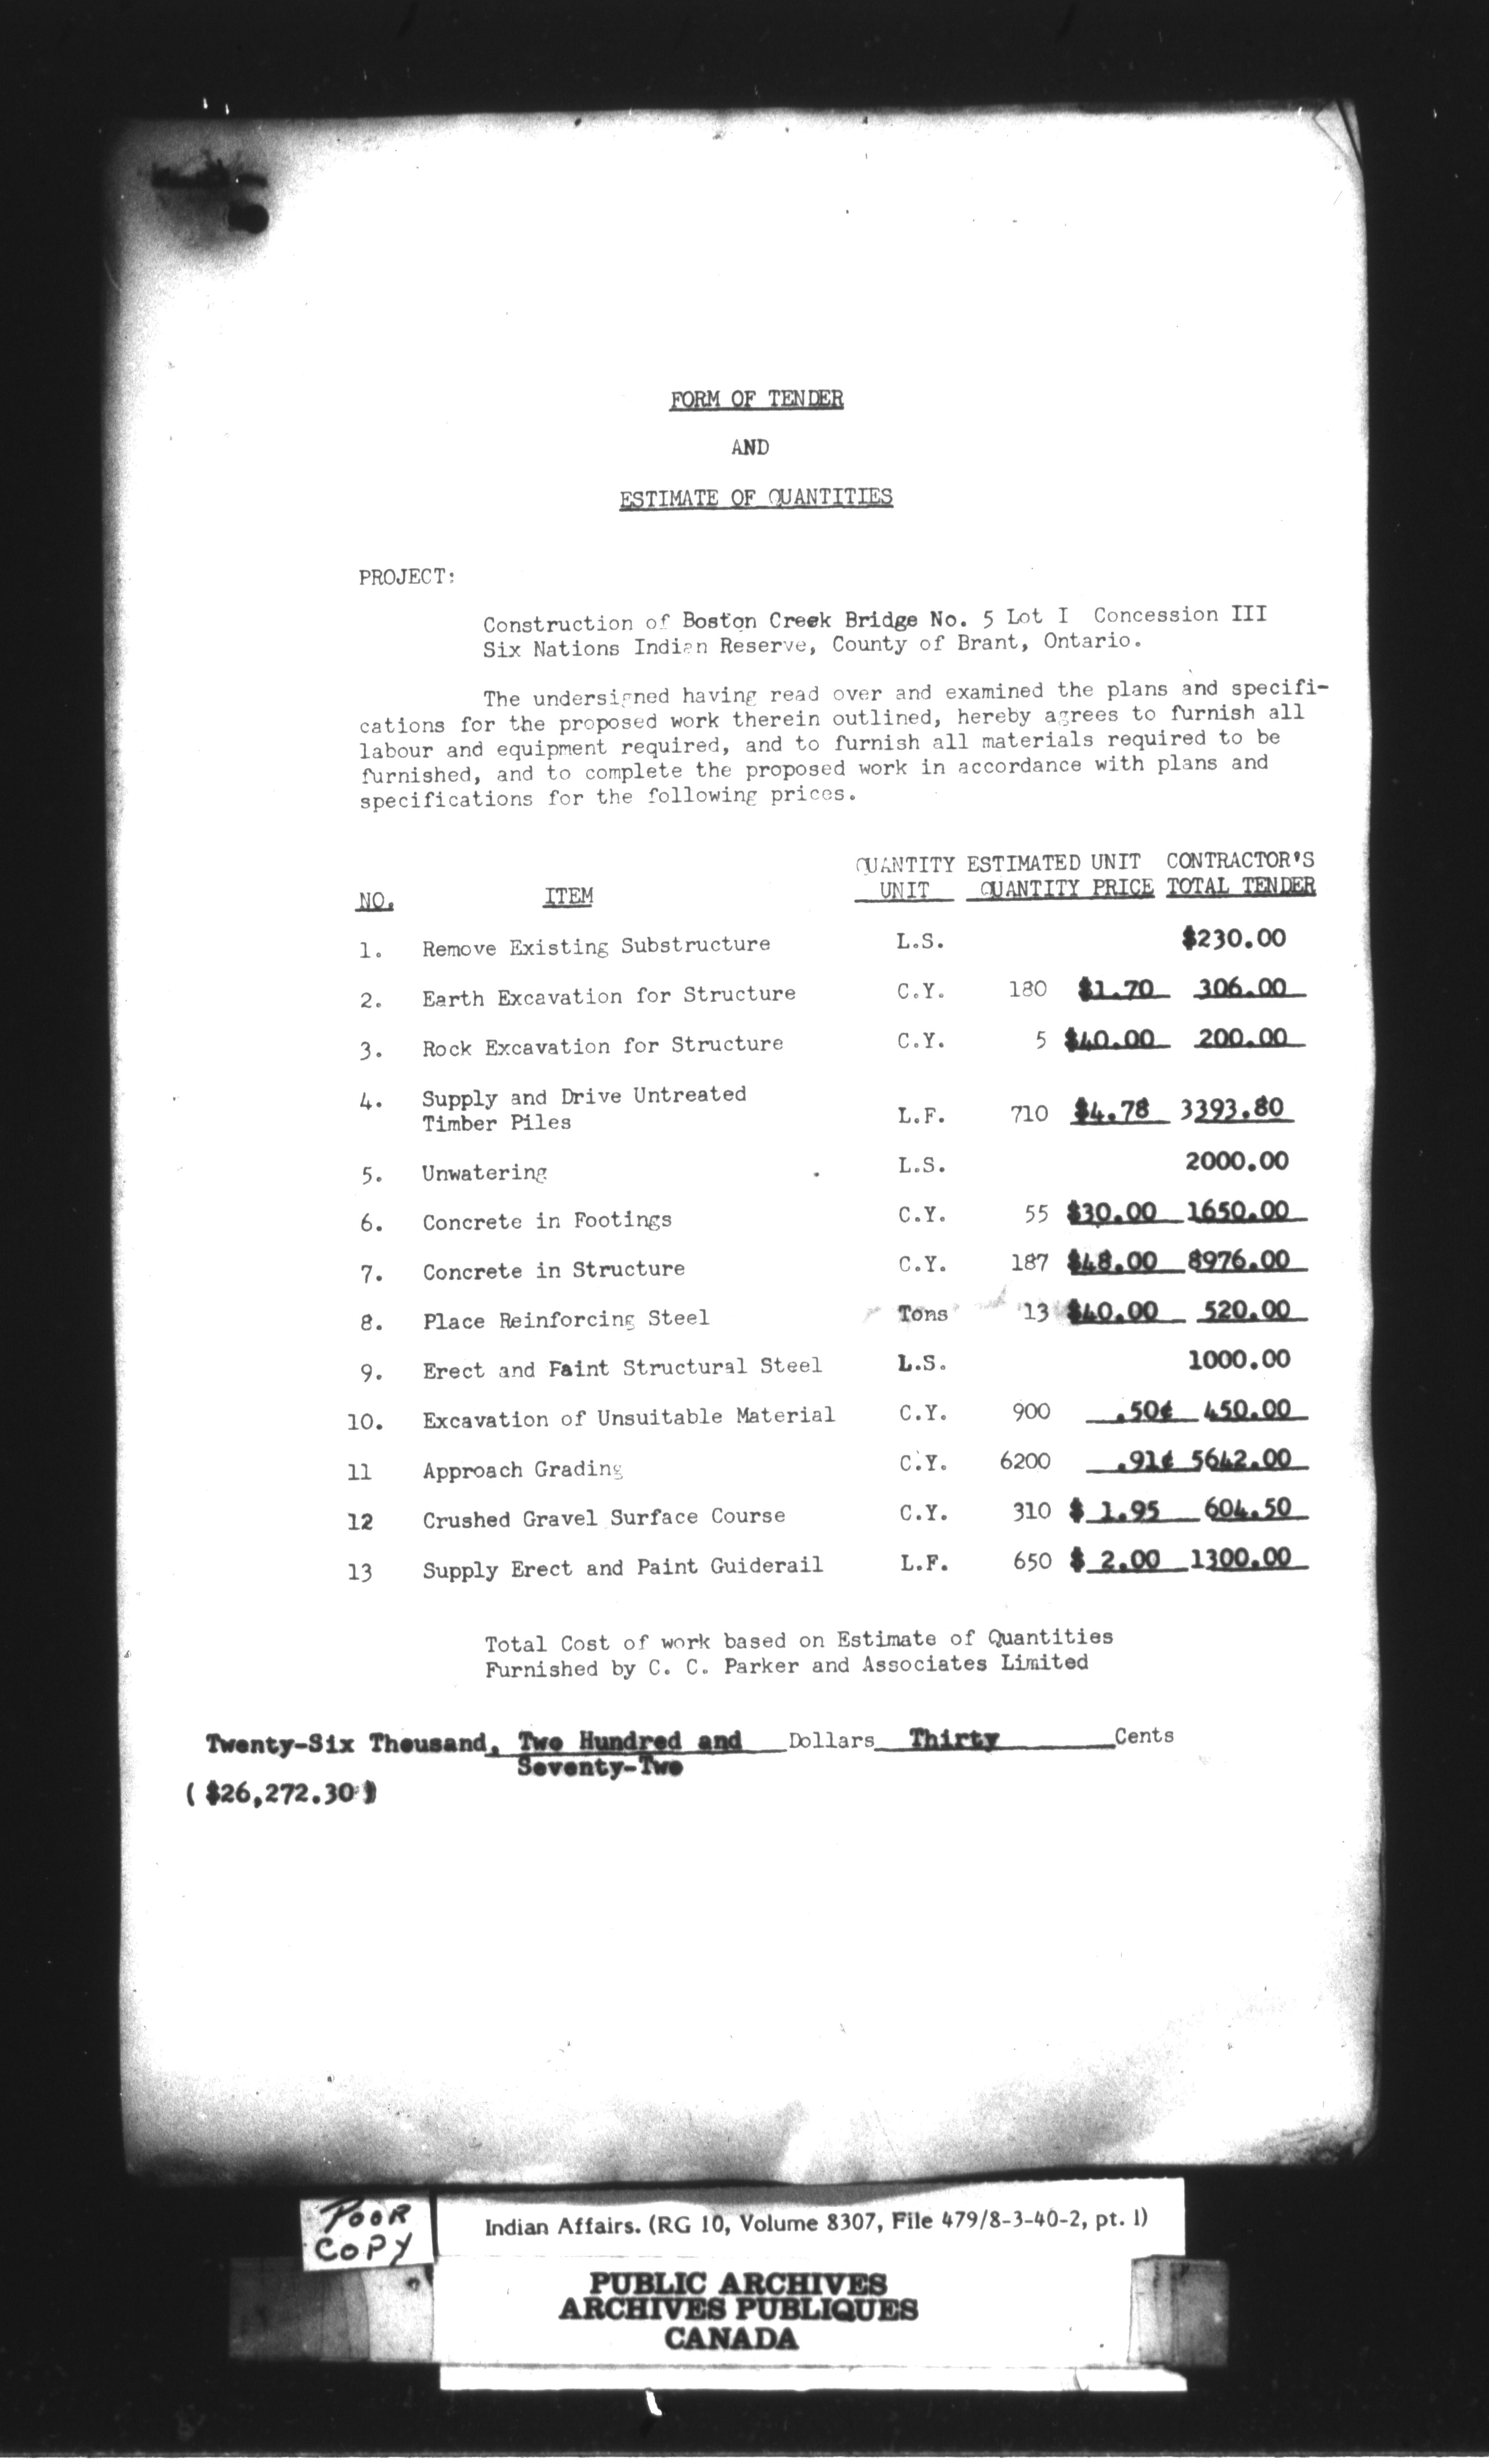 FORM OF TENDER
AND
ESTIMATE OF QUANTITIES
PROJECT:
Construction of Boston Creek Bridge No. 5 Lot I Concession III
Six Nations Indian Reserve, County of Brant, Ontario.
The undersigned having read over and examined the plans and specifi-
cations for the proposed work therein outlined, hereby agrees to furnish all
labour and equipment required, and to furnish all materials required to be
furnished, and to complete the proposed work in accordance with plans and
specifications for the following prices.
QUANTITY ESTIMATED UNIT CONTRACTOR'S
NO. ITEM UNIT QUANTITY PRICE TOTAL TENDER
1. Remove Existing Substructure L.S. $230.00
2. Earth Excavation for Structure C.Y. 180 $1.70 306.00
3. Rock Excavation for Structure C.Y. 5 $40.00 200.00
4. Supply and Drive Untreated
Timber Piles L.F. 710 $4.78 3393.80
5. Unwatering L.S. 2000.00
6. Concrete in Footings C.Y. 55 $30.00 1650.00
7. Concrete in Structure C.Y. 187 $48.00 8976.00
8. Place Reinforcing Steel Tons 13 $40.00 520.00
9. Erect and Faint Structural Steel L.S. 1000.00
10. Excavation of Unsuitable Material C.Y. 900 .50¢ 450.00
11 Approach Grading C.Y. 6200 .91¢ 5642.00
12 Crushed Gravel Surface Course C.Y. 310 $ 1.95 604.50
13 Supply Erect and Paint Guiderail L.F. 650 $ 2.00 1300.00
Total Cost of work based on Estimate of Quantities
Furnished by C. C. Parker and Associates Limited
Twenty-Six Thousand, Two Hundred and Dollars Thirty Cents
Seventy-Two
( $26,272.30 )
POOR
COPY
Indian Affairs. (RG 10, Volume 8307, File 479/8-3-40-2, pt. 1)
PUBLIC ARCHIVES
ARCHIVES PUBLIQUES
CANADA